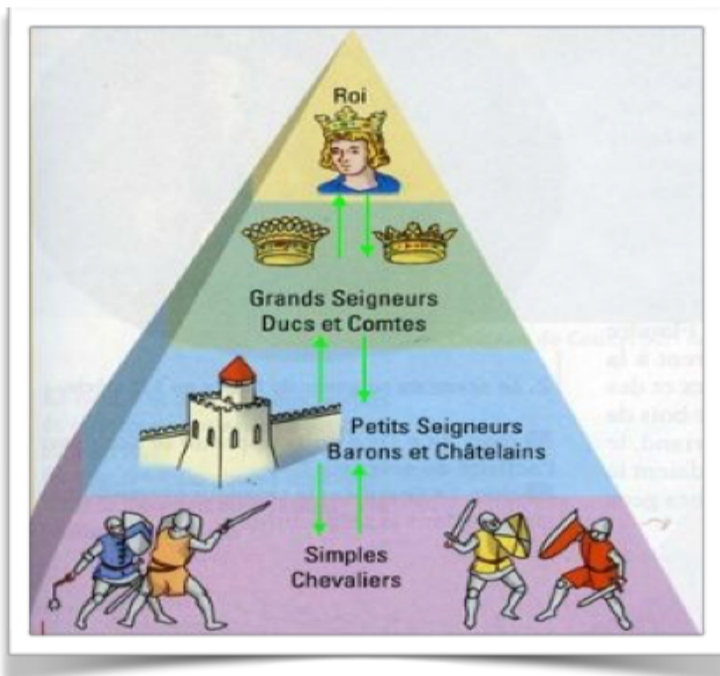 Roi
Grands Seigneurs
Ducs et Comtes
Petits Seigneurs
Barons et Châtelains
Simples
Chevaliers